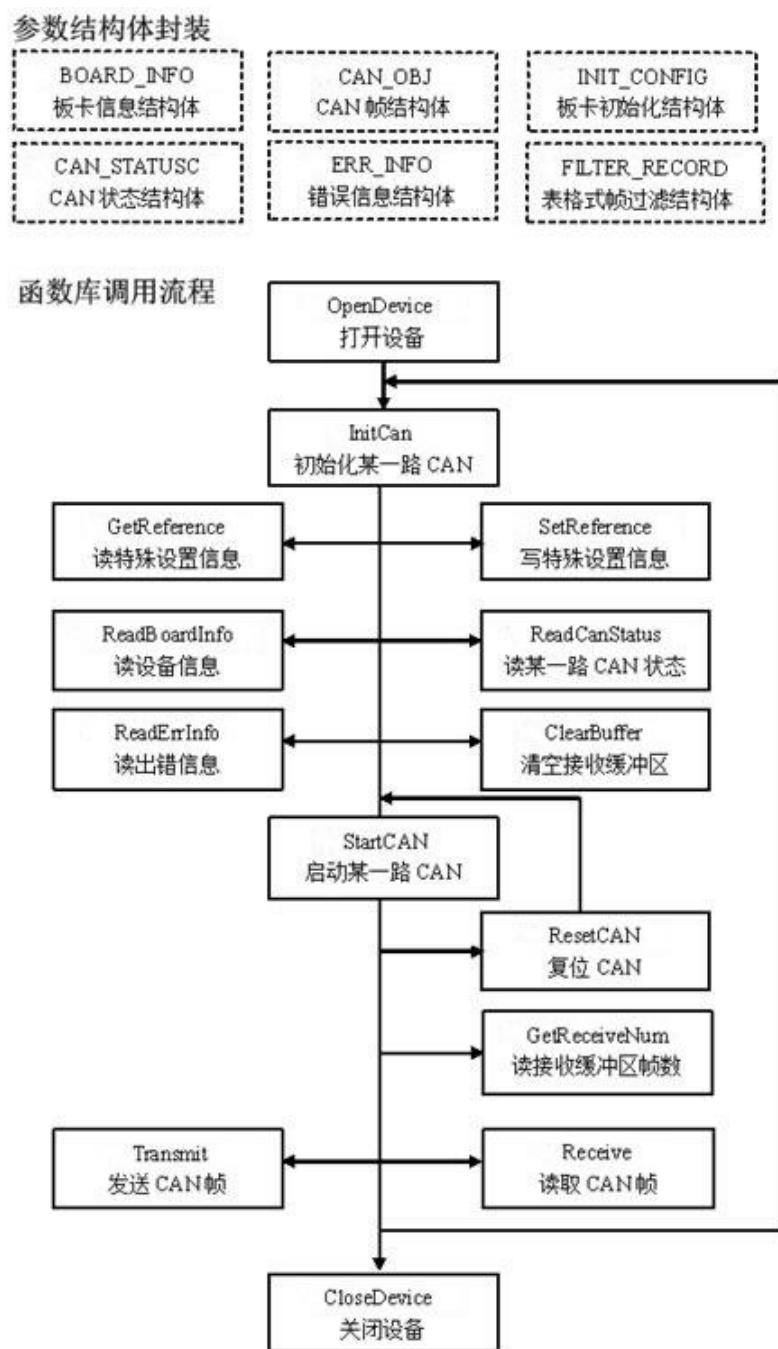 参数结构体封装
BOARD_INFO
板卡信息结构体
CAN_OBJ
CAN 帧结构体
INIT_CONFIG
板卡初始化结构体
CAN_STATUSC
CAN 状态结构体
ERR_INFO
错误信息结构体
FILTER_RECORD
表格式帧过滤结构体
函数库调用流程
OpenDevice
打开设备
InitCan
初始化某一路 CAN
GetReference
读特殊设置信息
SetReference
写特殊设置信息
ReadBoardInfo
读设备信息
ReadCanStatus
读某一路 CAN 状态
ReadErrInfo
读出错信息
ClearBuffer
清空接收缓冲区
StartCAN
启动某一路 CAN
ResetCAN
复位 CAN
GetReceiveNum
读接收缓冲区帧数
Transmit
发送 CAN 帧
Receive
读取 CAN 帧
CloseDevice
关闭设备